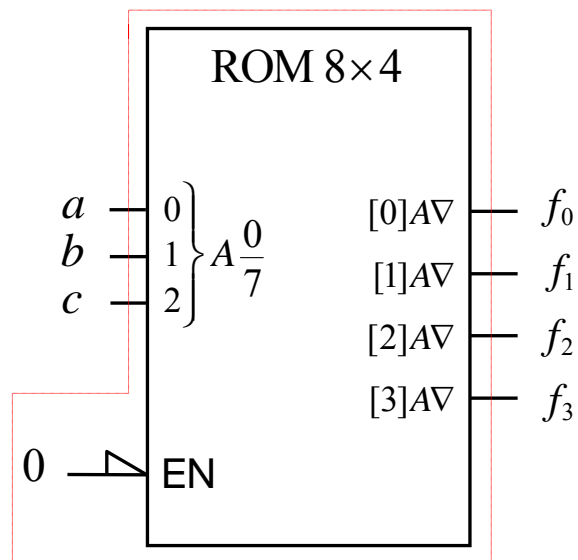 ROM 8×4
a 0 [0]A∇ f₀
b 1 A 0/7 [1]A∇ f₁
c 2 [2]A∇ f₂
[3]A∇ f₃
0 EN